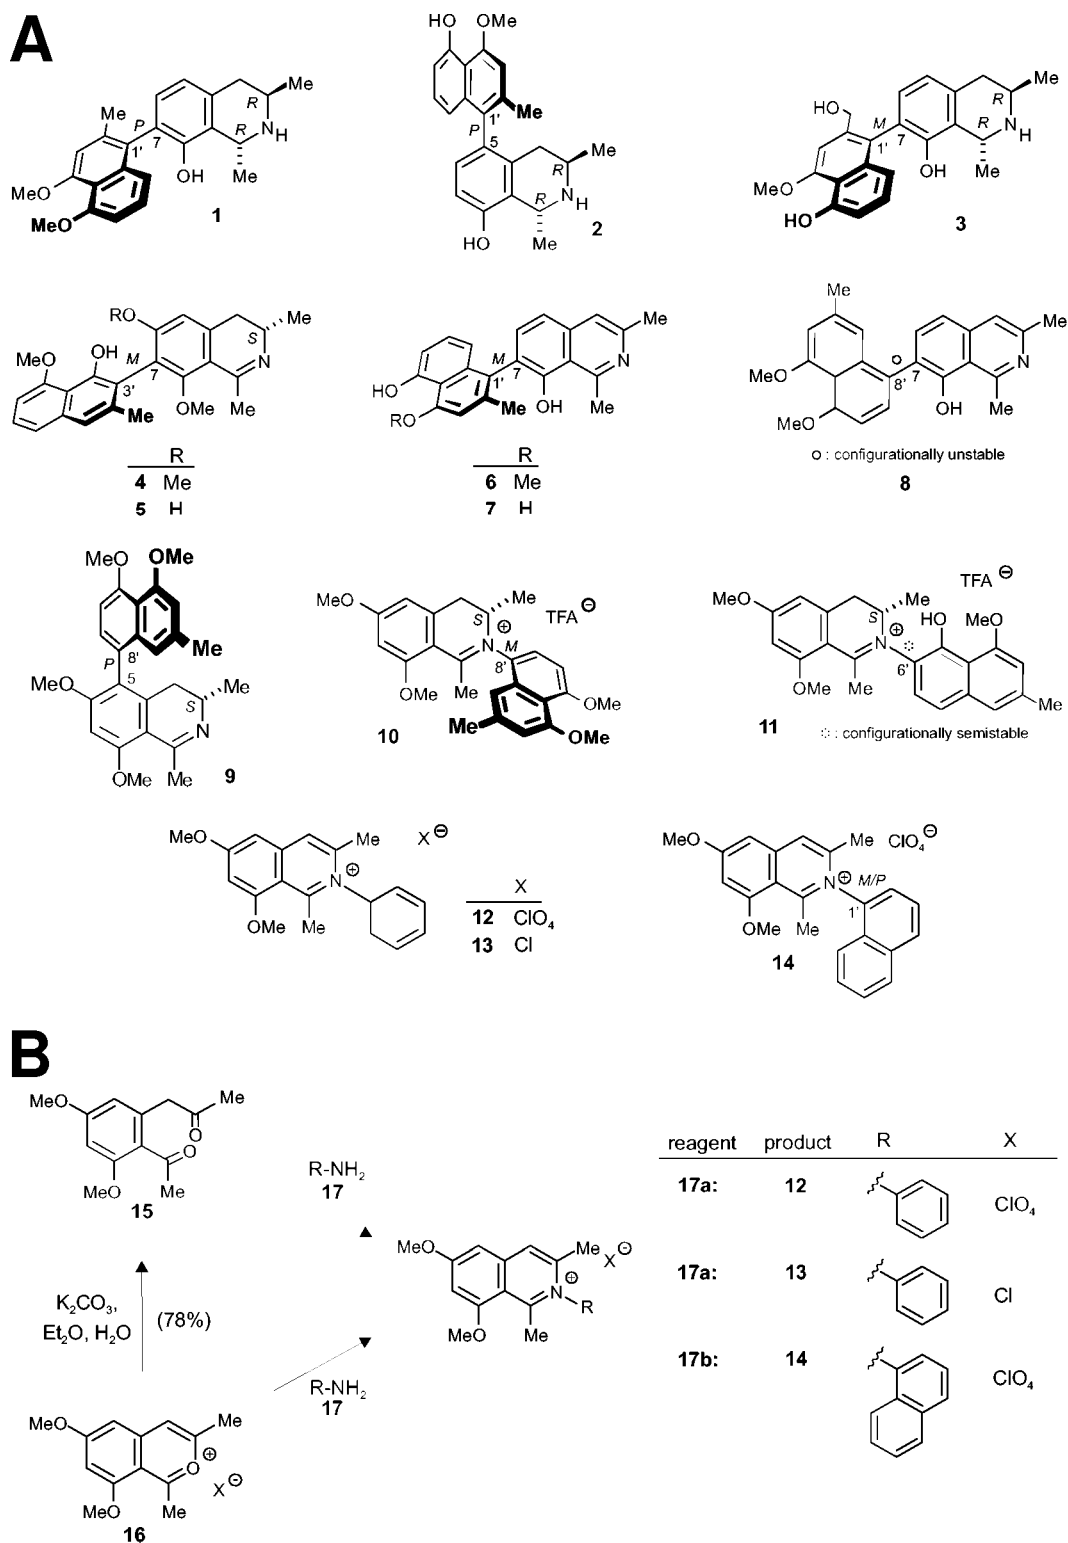 A
Me
P
7
1'
R
R
NH
Me
OH
Me
MeO
MeO
1
HO OMe
Me
1'
P
5
Me
R
R
NH
HO
Me
2
HO
M
1'
7
R
R
NH
Me
OH
Me
MeO
HO
3
RO
MeO
OH
M
3'
7
Me
OMe
S
Me
N
Me
R
4 Me
5 H
HO
RO
M
1'
7
Me
OH
Me
N
Me
R
6 Me
7 H
Me
MeO
MeO
8'
7
OH
Me
N
Me
: configurationally unstable
8
MeO OMe
Me
8'
P
5
MeO
Me
S
N
OMe Me
9
MeO
Me
S
N
⊕
M
TFA ⊖
8'
OMe
Me
OMe
Me
OMe
10
MeO
Me
S
N
⊕
TFA ⊖
HO
MeO
6'
OMe
Me
Me
11
: configurationally semistable
MeO
Me
X ⊖
N
⊕
OMe
Me
X
12 ClO4
13 Cl
MeO
Me
ClO4 ⊖
N
⊕
M/P
1'
OMe
Me
14
B
MeO
Me
O
O
MeO
Me
15
K2CO3,
Et2O, H2O
(78%)
MeO
Me
O
⊕
X ⊖
MeO
Me
16
R-NH2
17
R-NH2
17
MeO
Me
X ⊖
N
⊕
R
MeO
Me
reagent product R X
17a: 12 ClO4
17a: 13 Cl
17b: 14 ClO4